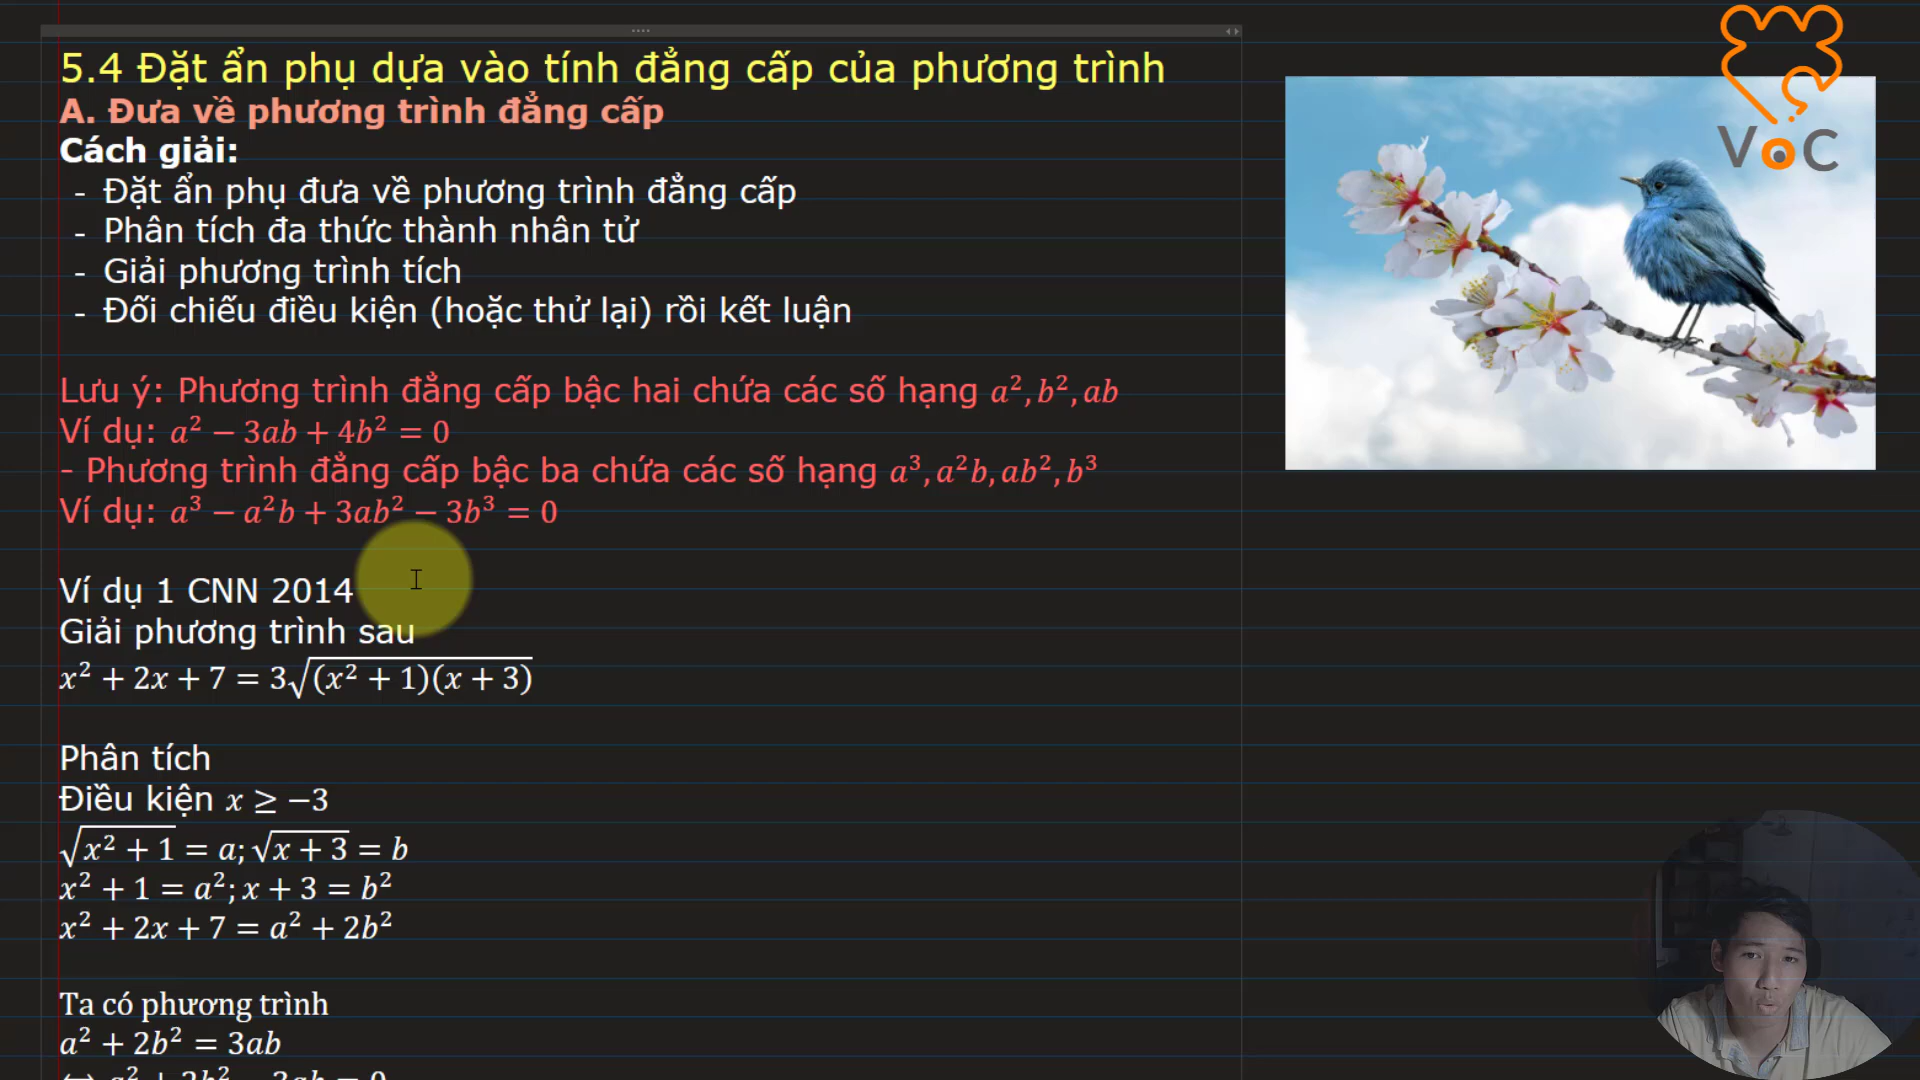 5.4 Đặt ẩn phụ dựa vào tính đẳng cấp của phương trình
A. Đưa về phương trình đẳng cấp
Cách giải:
- Đặt ẩn phụ đưa về phương trình đẳng cấp
- Phân tích đa thức thành nhân tử
- Giải phương trình tích
- Đối chiếu điều kiện (hoặc thử lại) rồi kết luận
Lưu ý: Phương trình đẳng cấp bậc hai chứa các số hạng a², b², ab
Ví dụ: a² − 3ab + 4b² = 0
- Phương trình đẳng cấp bậc ba chứa các số hạng a³, a²b, ab², b³
Ví dụ: a³ − a²b + 3ab² − 3b³ = 0
Ví dụ 1 CNN 2014
Giải phương trình sau
x² + 2x + 7 = 3√((x² + 1)(x + 3))
Phân tích
Điều kiện x ≥ −3
√(x² + 1) = a; √(x + 3) = b
x² + 1 = a²; x + 3 = b²
x² + 2x + 7 = a² + 2b²
Ta có phương trình
a² + 2b² = 3ab
↔ a² + 2b² − 3ab = 0
VoC